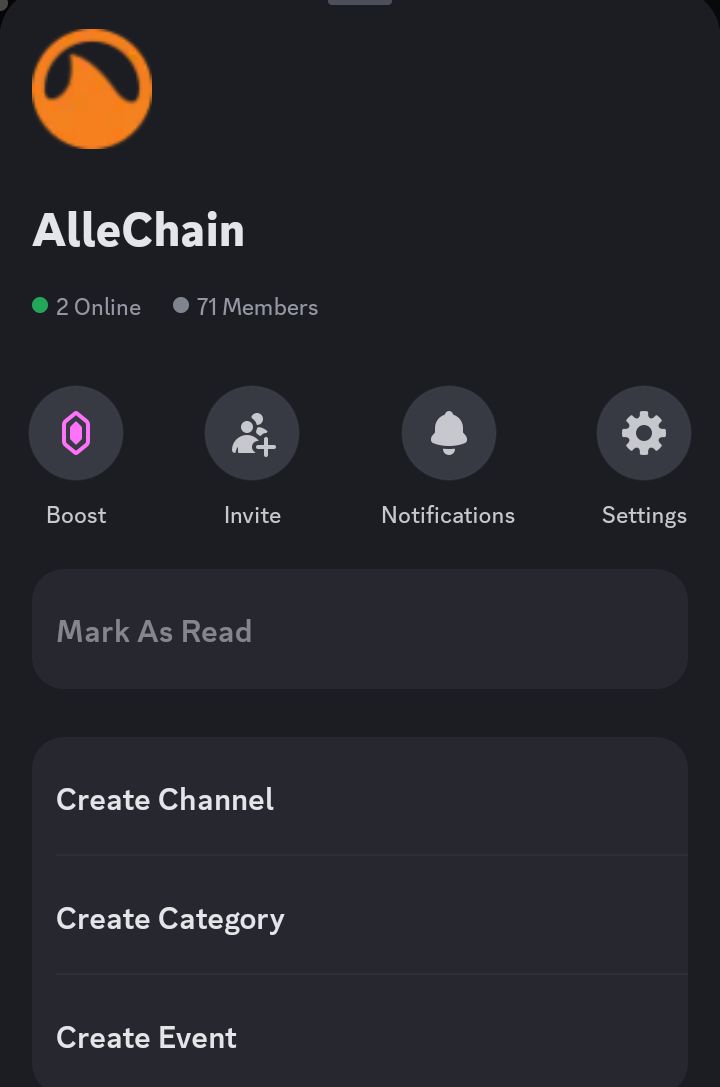 AlleChain
2 Online 71 Members
Boost Invite Notifications Settings
Mark As Read
Create Channel
Create Category
Create Event